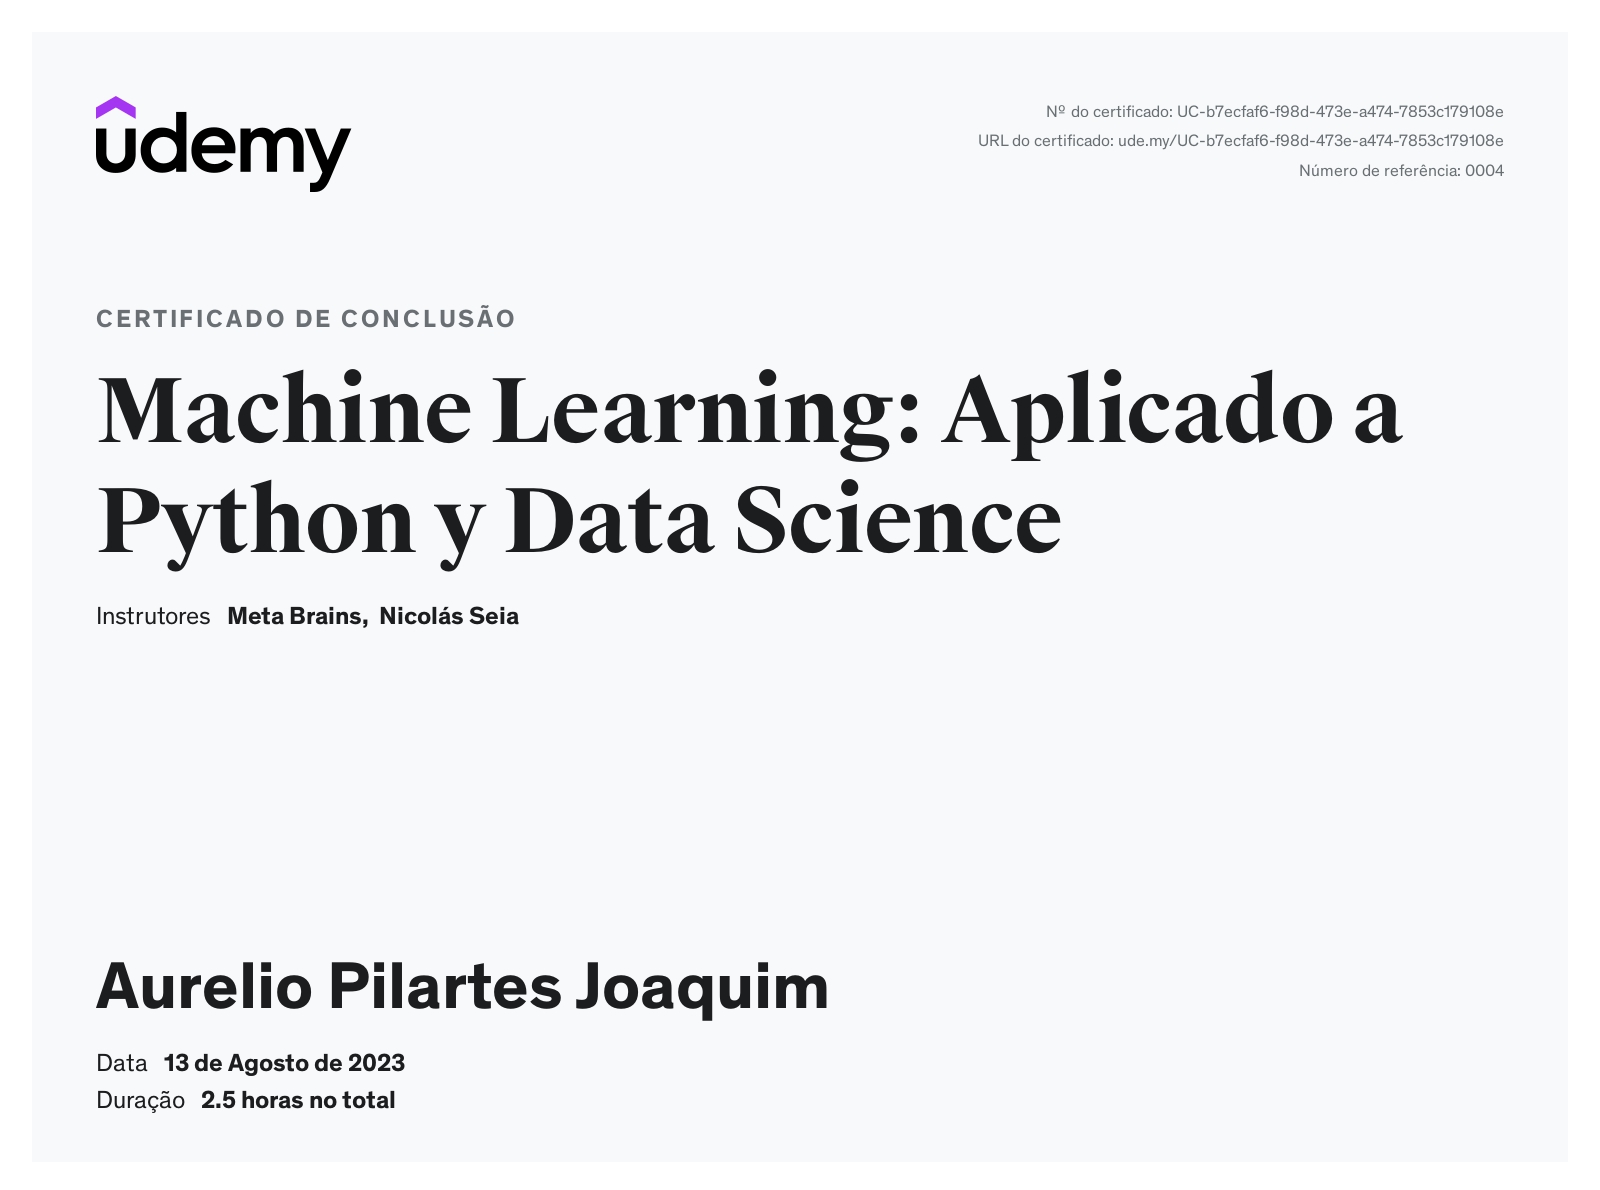 udemy
Nº do certificado: UC-b7ecfaf6-f98d-473e-a474-7853c179108e
URL do certificado: ude.my/UC-b7ecfaf6-f98d-473e-a474-7853c179108e
Número de referência: 0004
CERTIFICADO DE CONCLUSÃO
Machine Learning: Aplicado a
Python y Data Science
Instrutores Meta Brains, Nicolás Seia
Aurelio Pilartes Joaquim
Data 13 de Agosto de 2023
Duração 2.5 horas no total